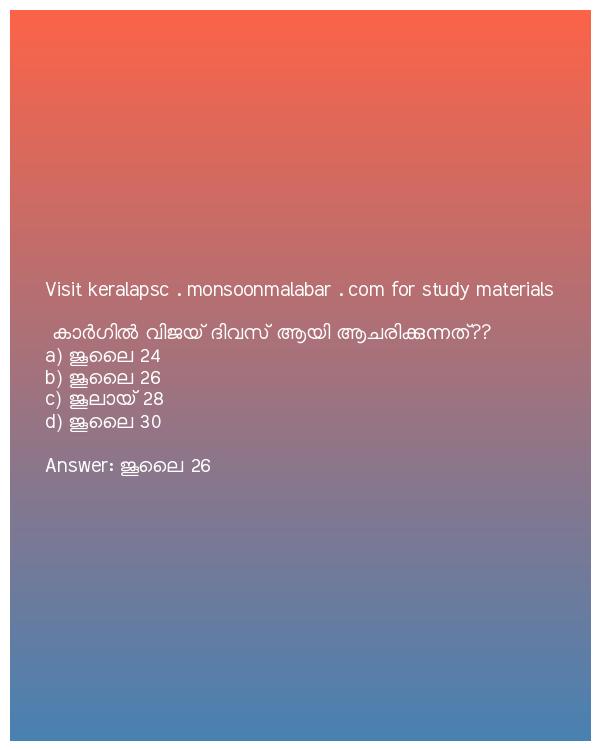 Visit keralapsc . monsoonmalabar . com for study materials
കാർഗിൽ വിജയ് ദിവസ് ആയി ആചരിക്കുന്നത്??
a) ജൂലൈ 24
b) ജൂലൈ 26
c) ജൂലായ് 28
d) ജൂലൈ 30
Answer: ജൂലൈ 26